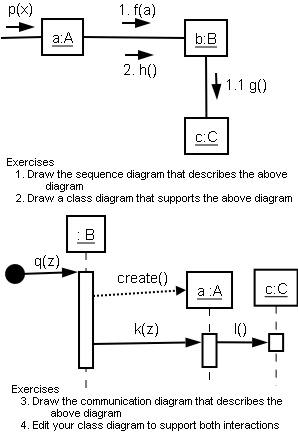 p(x)
1. f(a)
a:A
b:B
2. h()
1.1 g()
c:C
Exercises
1. Draw the sequence diagram that describes the above
diagram
2. Draw a class diagram that supports the above diagram
: B
q(z)
create()
a :A
c:C
k(z)
l()
Exercises
3. Draw the communication diagram that describes the
above diagram
4. Edit your class diagram to support both interactions